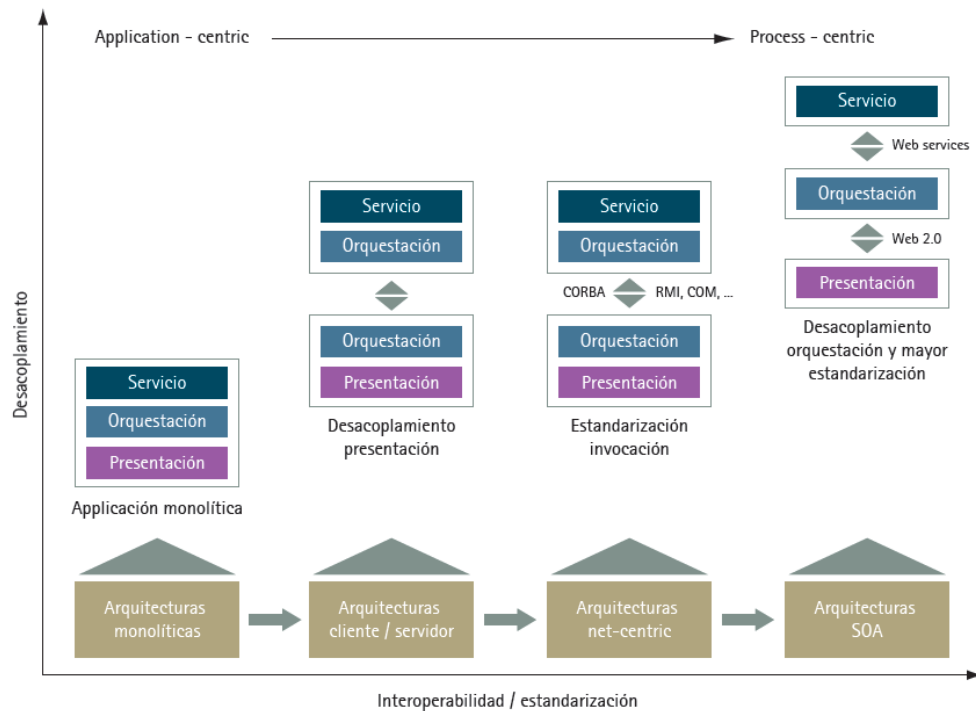 Application - centric
Process - centric
Servicio
Web services
Orquestación
Web 2.0
Presentación
Desacoplamiento
orquestación y mayor
estandarización
Servicio
Orquestación
CORBA
RMI, COM, ...
Orquestación
Presentación
Estandarización
invocación
Servicio
Orquestación
Orquestación
Presentación
Desacoplamiento
presentación
Servicio
Orquestación
Presentación
Applicación monolítica
Desacoplamiento
Arquitecturas
monolíticas
Arquitecturas
cliente / servidor
Arquitecturas
net-centric
Arquitecturas
SOA
Interoperabilidad / estandarización